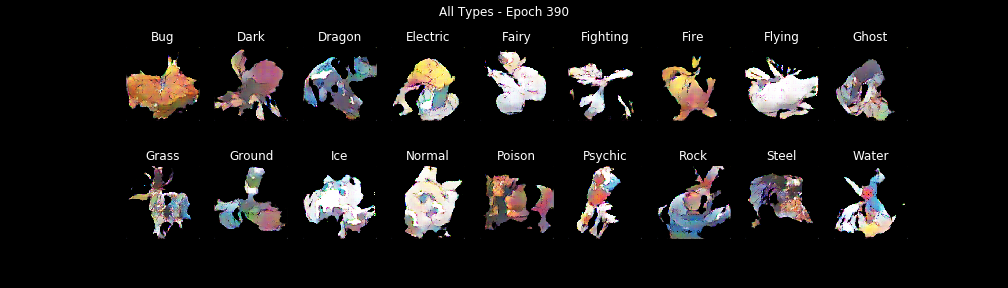 All Types - Epoch 390
Bug Dark Dragon Electric Fairy Fighting Fire Flying Ghost
Grass Ground Ice Normal Poison Psychic Rock Steel Water